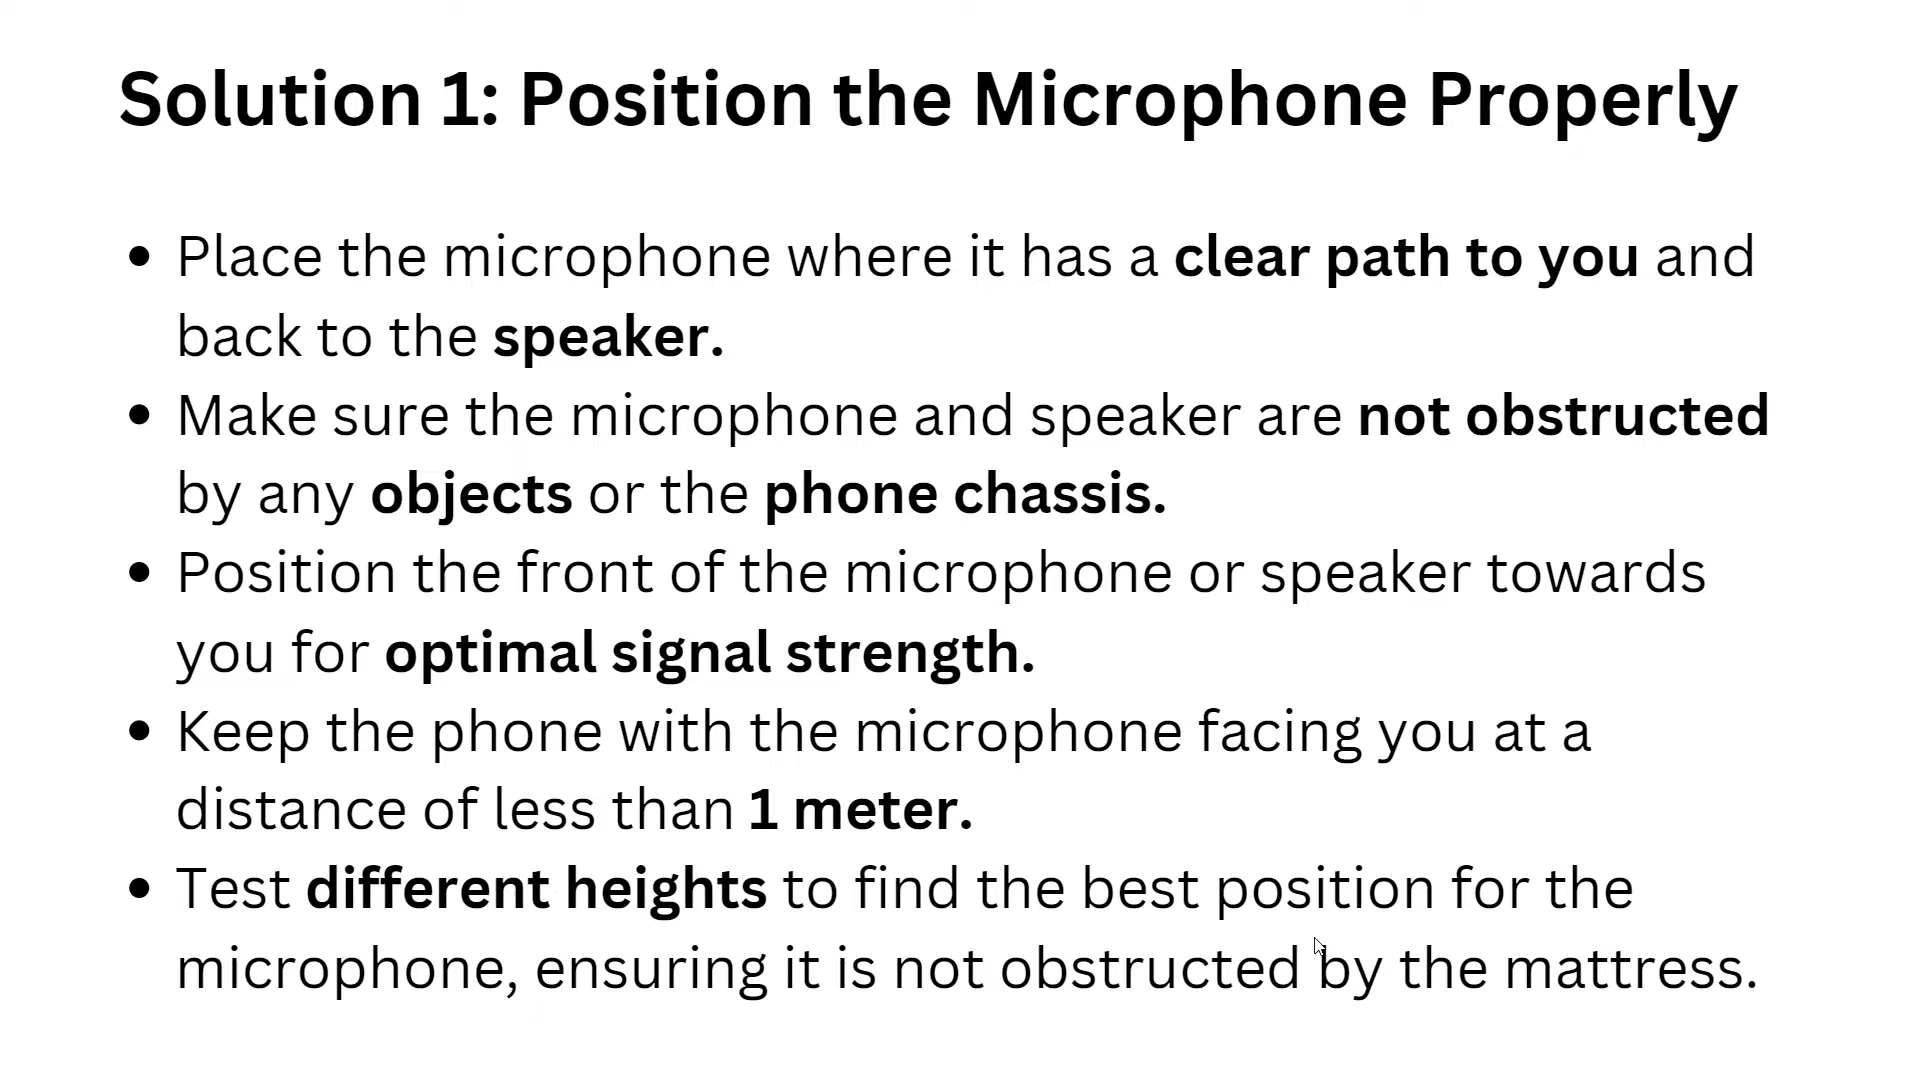 Solution 1: Position the Microphone Properly
• Place the microphone where it has a clear path to you and
back to the speaker.
• Make sure the microphone and speaker are not obstructed
by any objects or the phone chassis.
• Position the front of the microphone or speaker towards
you for optimal signal strength.
• Keep the phone with the microphone facing you at a
distance of less than 1 meter.
• Test different heights to find the best position for the
microphone, ensuring it is not obstructed by the mattress.